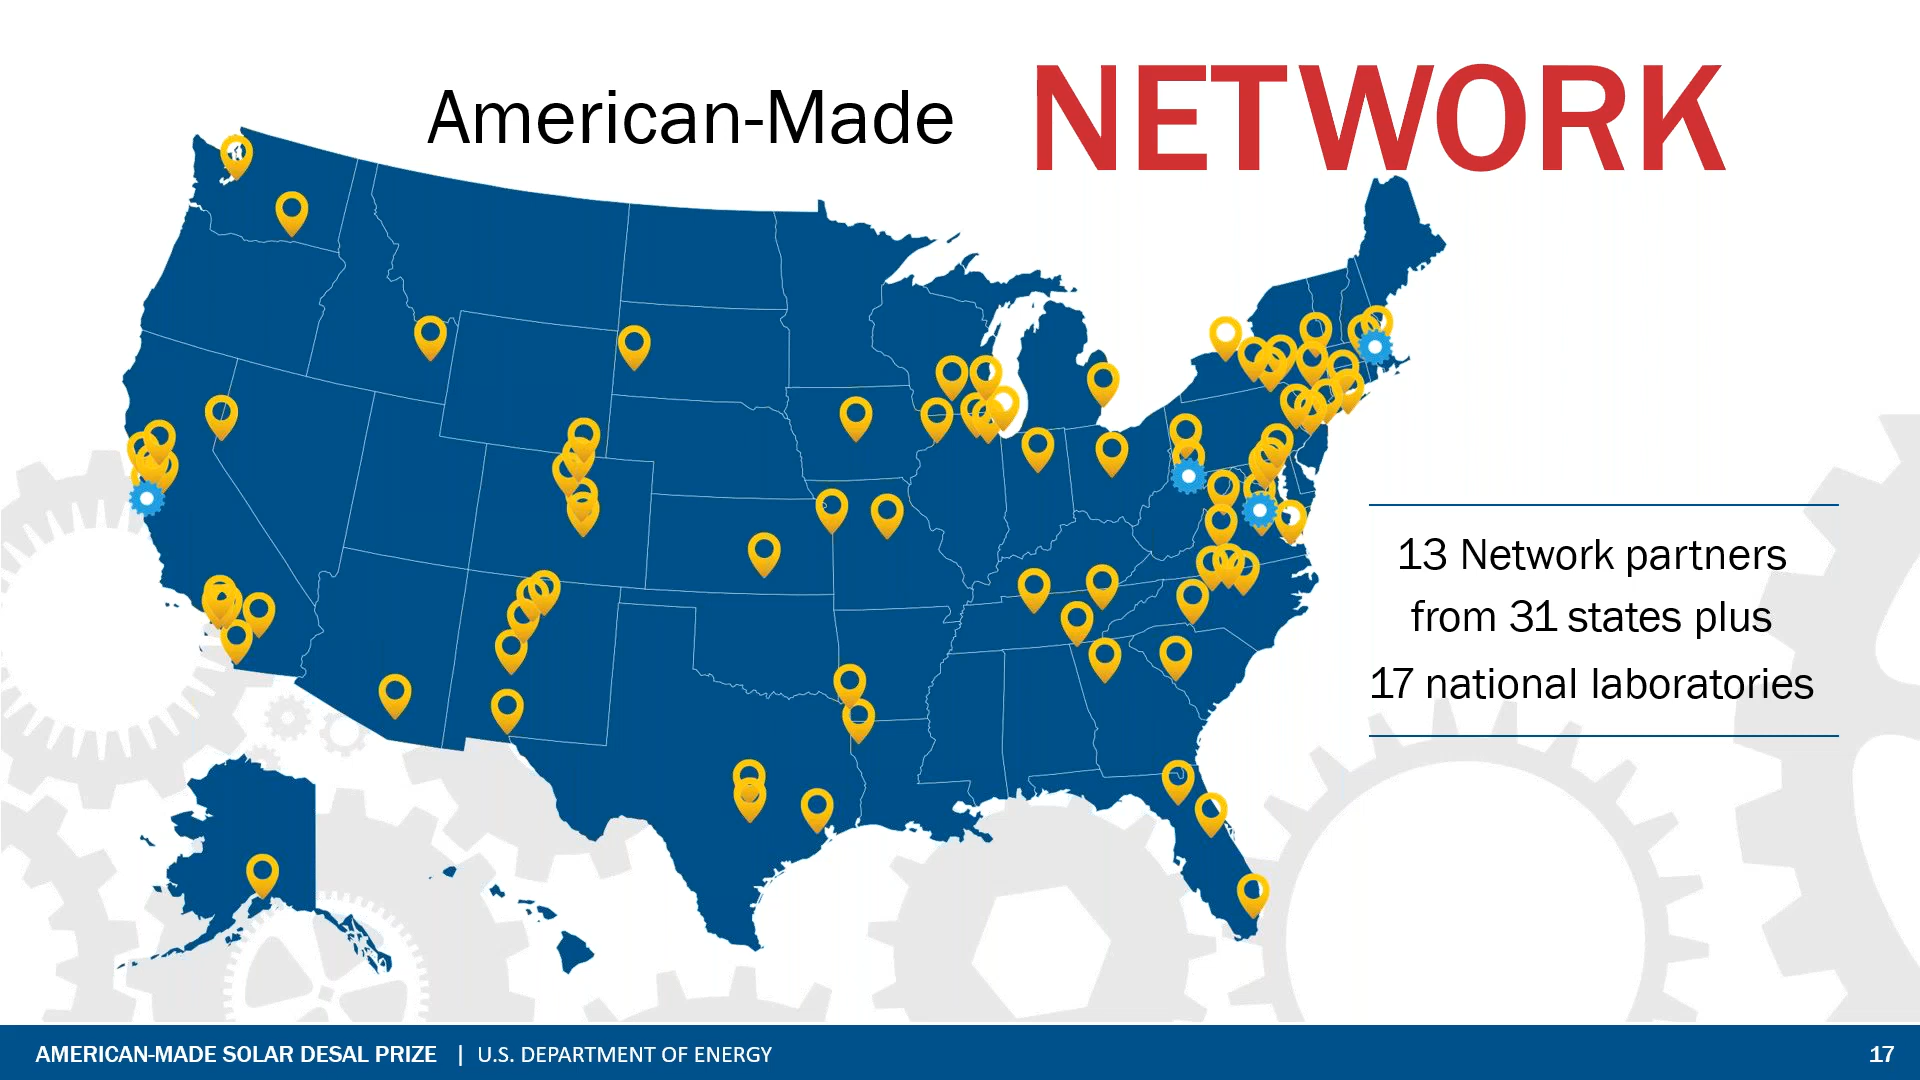 American-Made NETWORK
13 Network partners
from 31 states plus
17 national laboratories
AMERICAN-MADE SOLAR DESAL PRIZE | U.S. DEPARTMENT OF ENERGY 17